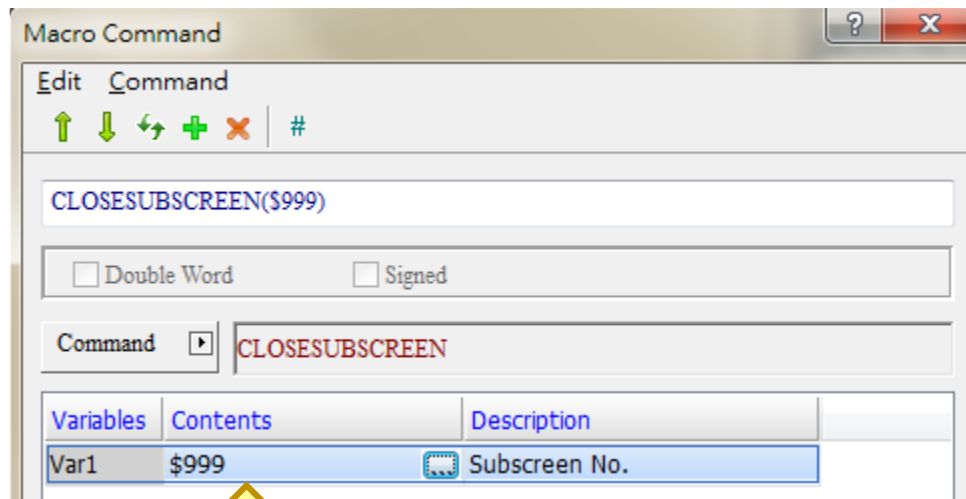 Macro Command
Edit Command
#
CLOSESUBSCREEN($999)
Double Word Signed
Command CLOSESUBSCREEN
Variables Contents Description
Var1 $999 ... Subscreen No.